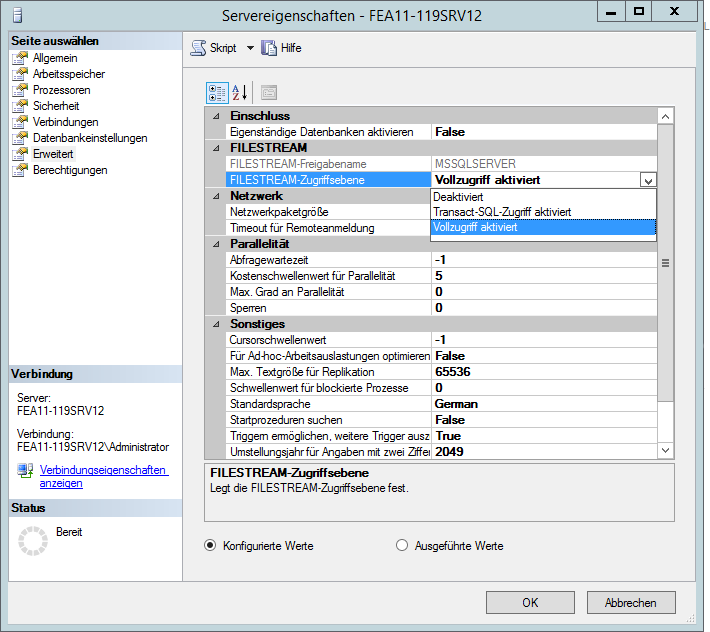 Servereigenschaften - FEA11-119SRV12
Seite auswählen
Allgemein
Arbeitsspeicher
Prozessoren
Sicherheit
Verbindungen
Datenbankeinstellungen
Erweitert
Berechtigungen
Verbindung
Server:
FEA11-119SRV12
Verbindung:
FEA11-119SRV12\Administrator
Verbindungseigenschaften
anzeigen
Status
Bereit
Skript Hilfe
Einschluss
Eigenständige Datenbanken aktivieren False
FILESTREAM
FILESTREAM-Freigabename MSSQLSERVER
FILESTREAM-Zugriffsebene Vollzugriff aktiviert
Deaktiviert
Transact-SQL-Zugriff aktiviert
Vollzugriff aktiviert
Netzwerk
Netzwerkpaketgröße
Timeout für Remoteanmeldung
Parallelität
Abfragewartezeit -1
Kostenschwellenwert für Parallelität 5
Max. Grad an Parallelität 0
Sperren 0
Sonstiges
Cursorschwellenwert -1
Für Ad-hoc-Arbeitsauslastungen optimieren False
Max. Textgröße für Replikation 65536
Schwellenwert für blockierte Prozesse 0
Standardsprache German
Startprozeduren suchen False
Triggern ermöglichen, weitere Trigger ausz True
Umstellungsjahr für Angaben mit zwei Ziffer 2049
FILESTREAM-Zugriffsebene
Legt die FILESTREAM-Zugriffsebene fest.
Konfigurierte Werte Ausgeführte Werte
OK Abbrechen